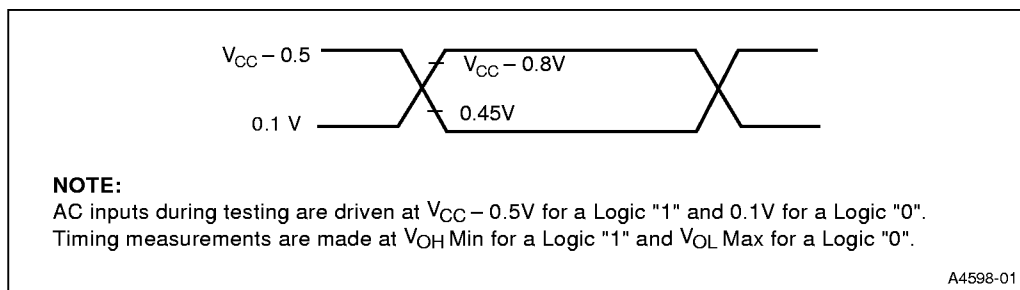 V_CC – 0.5
V_CC – 0.8V
0.45V
0.1 V
NOTE:
AC inputs during testing are driven at V_CC – 0.5V for a Logic "1" and 0.1V for a Logic "0".
Timing measurements are made at V_OH Min for a Logic "1" and V_OL Max for a Logic "0".
A4598-01